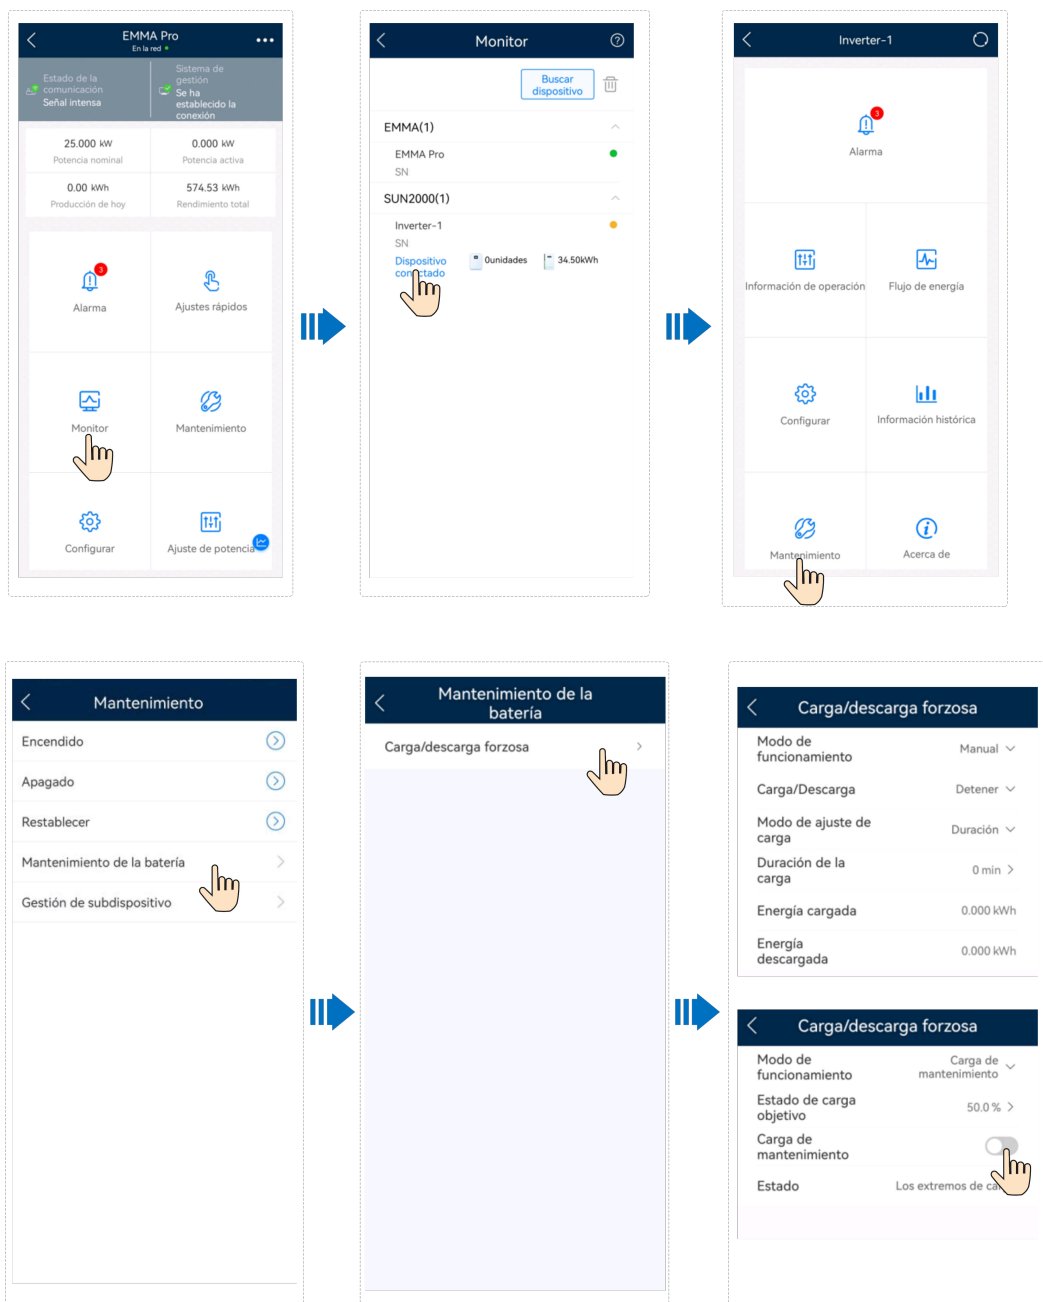 EMMA Pro
En la red
Estado de la
comunicación
Señal intensa
Sistema de
gestión
Se ha
establecido la
conexión
25.000 kW
Potencia nominal
0.000 kW
Potencia activa
0.00 kWh
Producción de hoy
574.53 kWh
Rendimiento total
3
Alarma
Ajustes rápidos
Monitor
Mantenimiento
Configurar
Ajuste de potencia
Monitor
Buscar
dispositivo
EMMA(1)
EMMA Pro
SN
SUN2000(1)
Inverter-1
SN
Dispositivo
conectado
0unidades
34.50kWh
Inverter-1
3
Alarma
Información de operación
Flujo de energía
Configurar
Información histórica
Mantenimiento
Acerca de
Mantenimiento
Encendido
Apagado
Restablecer
Mantenimiento de la batería
Gestión de subdispositivo
Mantenimiento de la
batería
Carga/descarga forzosa
Carga/descarga forzosa
Modo de
funcionamiento
Manual
Carga/Descarga
Detener
Modo de ajuste de
carga
Duración
Duración de la
carga
0 min
Energía cargada
0.000 kWh
Energía
descargada
0.000 kWh
Carga/descarga forzosa
Modo de
funcionamiento
Carga de
mantenimiento
Estado de carga
objetivo
50.0 %
Carga de
mantenimiento
Estado
Los extremos de